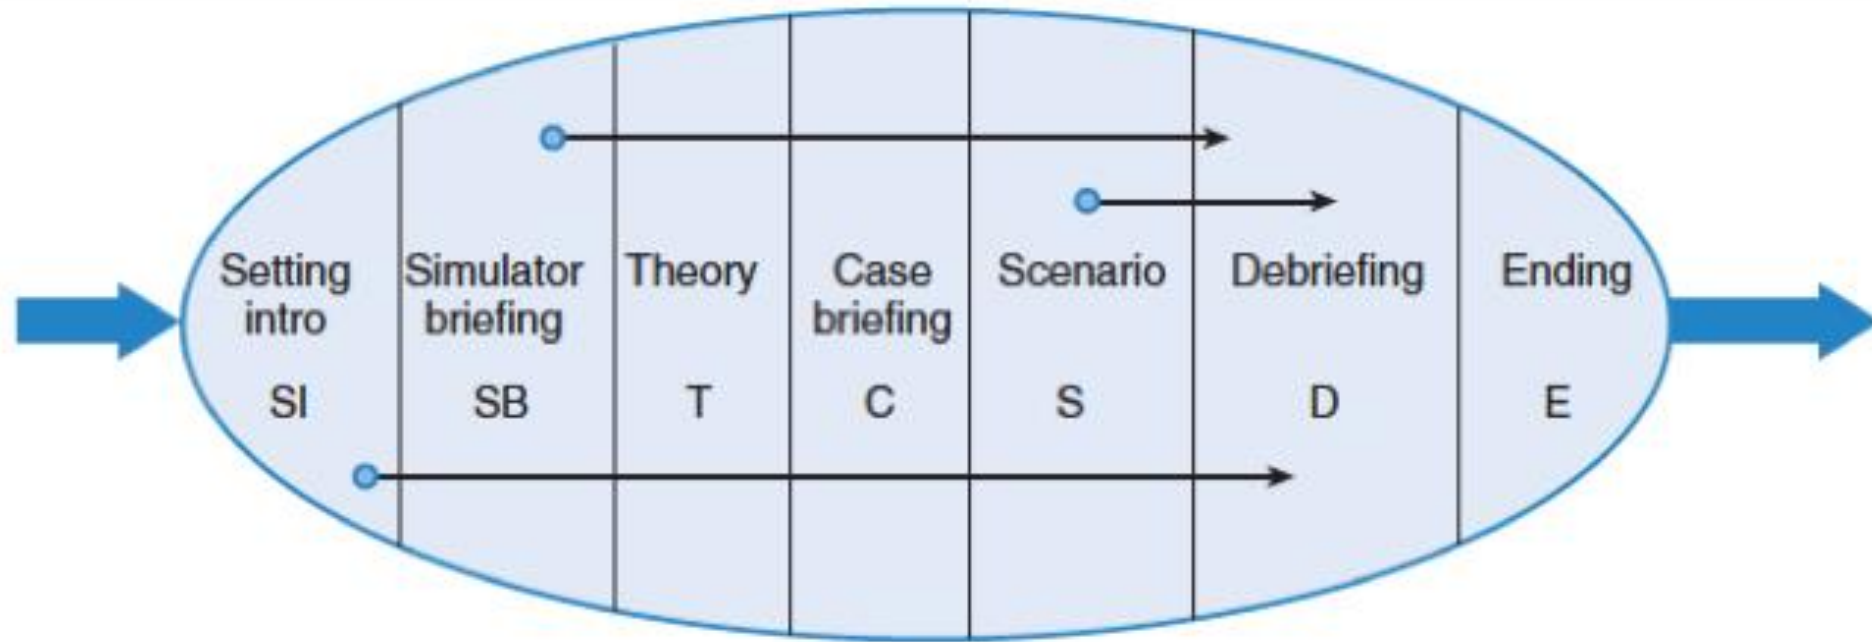 Setting intro
Simulator briefing
Theory
Case briefing
Scenario
Debriefing
Ending
SI
SB
T
C
S
D
E